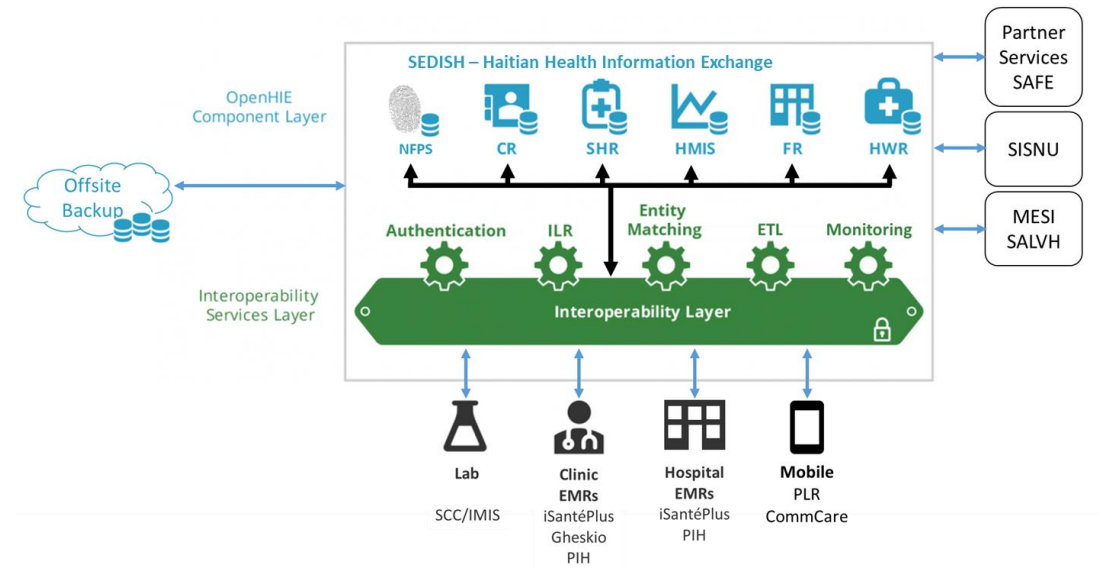 SEDISH – Haitian Health Information Exchange
Partner
Services
SAFE
OpenHIE
Component Layer
NFPS
CR
SHR
HMIS
FR
HWR
SISNU
Offsite
Backup
MESI
SALVH
Authentication
ILR
Entity
Matching
ETL
Monitoring
Interoperability
Services Layer
Interoperability Layer
Lab
SCC/IMIS
Clinic
EMRs
iSantéPlus
Gheskio
PIH
Hospital
EMRs
iSantéPlus
PIH
Mobile
PLR
CommCare